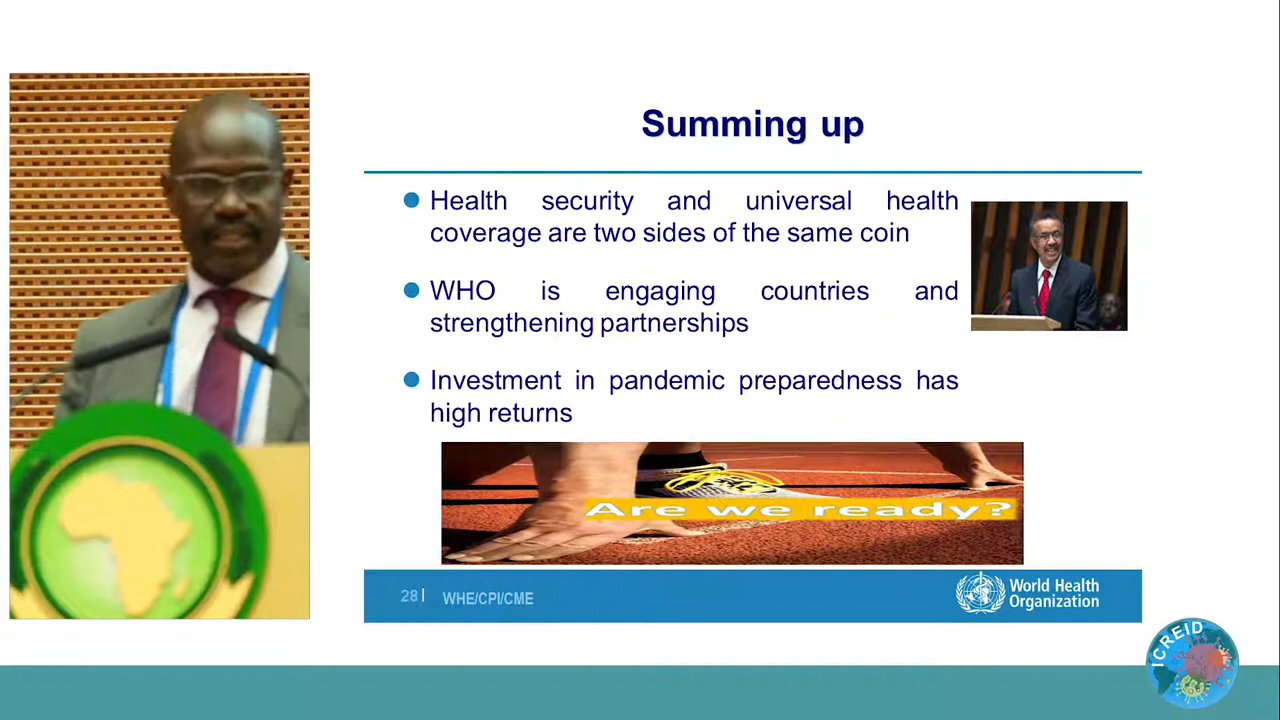 Summing up
Health security and universal health
coverage are two sides of the same coin
WHO is engaging countries and
strengthening partnerships
Investment in pandemic preparedness has
high returns
Are we ready?
28
WHE/CPI/CME
World Health
Organization
ICREID